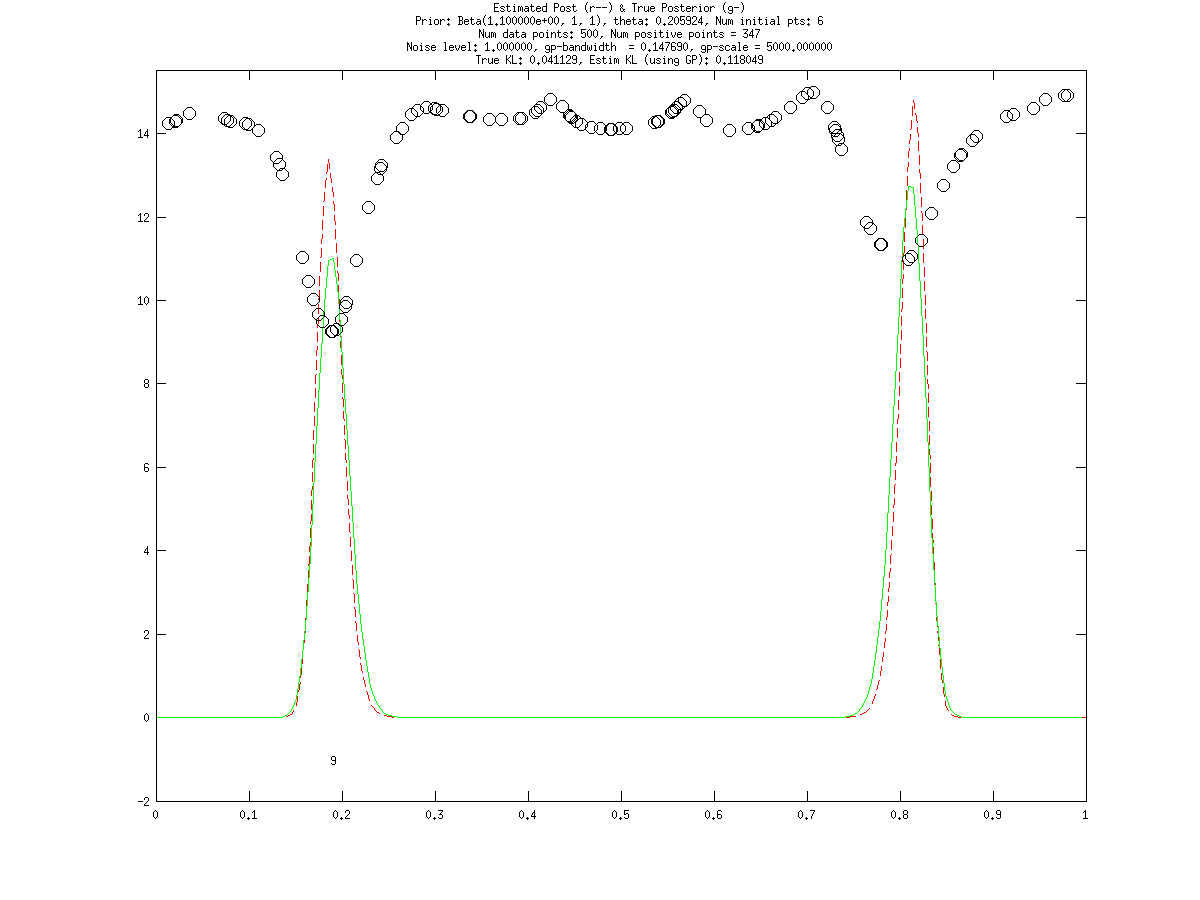 Estimated Post (r--) & True Posterior (g-)
Prior: Beta(1.100000e+00, 1, 1), theta: 0.205924, Num initial pts: 6
Num data points: 500, Num positive points = 347
Noise level: 1.000000, gp-bandwidth  = 0.147690, gp-scale = 5000.000000
True KL: 0.041129, Estim KL (using GP): 0.118049
14
12
10
8
6
4
2
0
9
-2
0 0.1 0.2 0.3 0.4 0.5 0.6 0.7 0.8 0.9 1